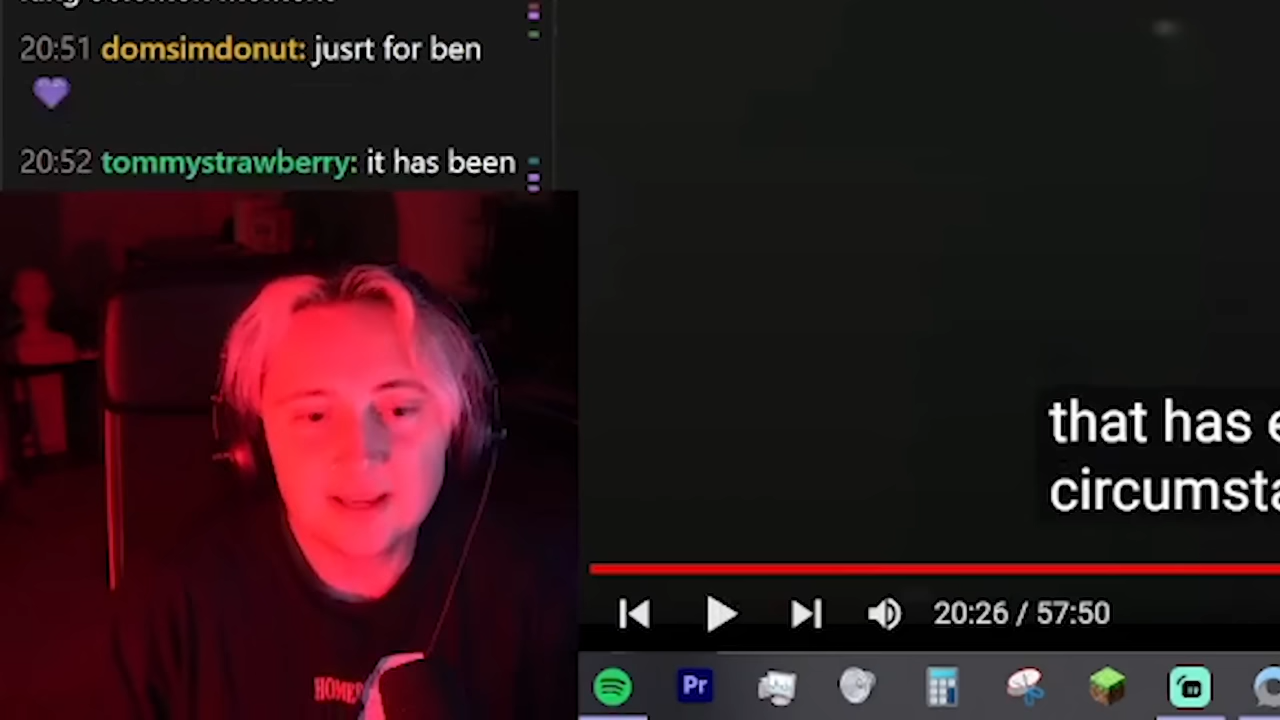 20:51 domsimdonut: jusrt for ben
20:52 tommystrawberry: it has been
that has
circumsta
20:26 / 57:50
Pr